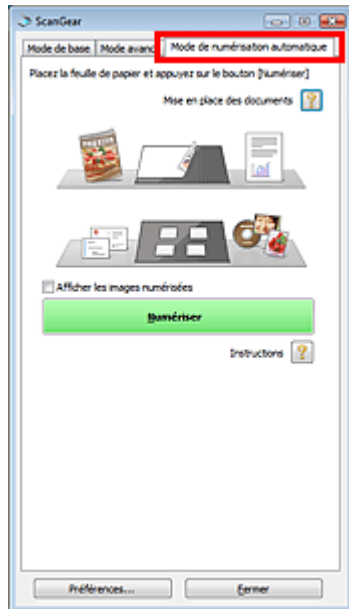 ScanGear
Mode de base Mode avanc Mode de numérisation automatique
Placez la feuille de papier et appuyez sur le bouton [Numériser]
Mise en place des documents
Afficher les images numérisées
Numériser
Instructions
Préférences... Fermer